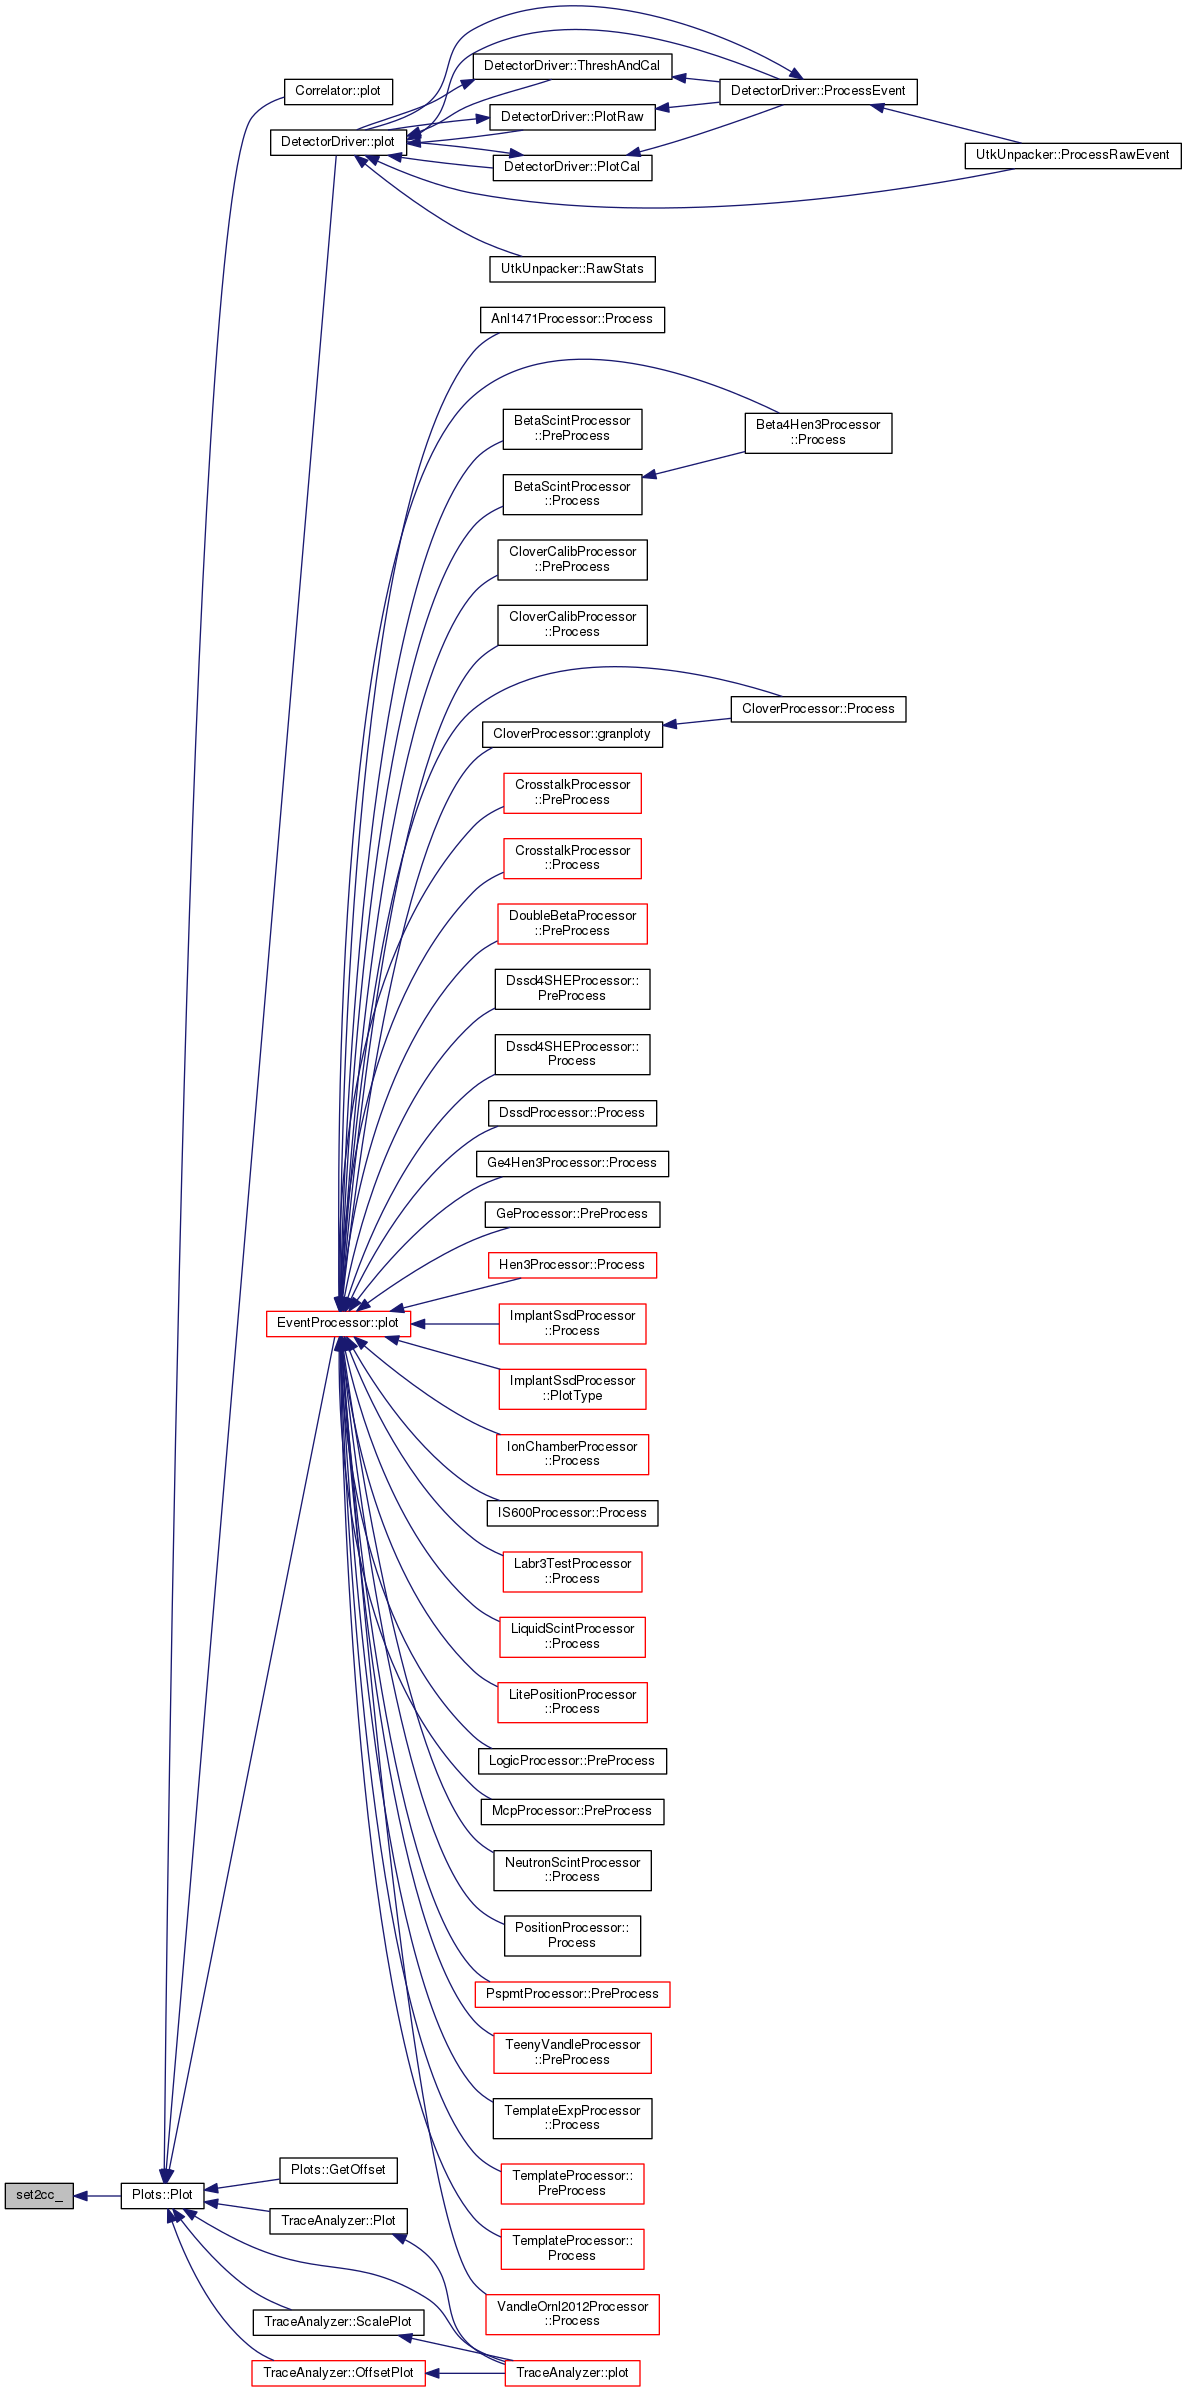 Correlator::plot
DetectorDriver::plot
DetectorDriver::ThreshAndCal
DetectorDriver::PlotRaw
DetectorDriver::PlotCal
DetectorDriver::ProcessEvent
UtkUnpacker::ProcessRawEvent
UtkUnpacker::RawStats
Anl1471Processor::Process
BetaScintProcessor
::PreProcess
BetaScintProcessor
::Process
Beta4Hen3Processor
::Process
CloverCalibProcessor
::PreProcess
CloverCalibProcessor
::Process
CloverProcessor::granploty
CloverProcessor::Process
CrosstalkProcessor
::PreProcess
CrosstalkProcessor
::Process
DoubleBetaProcessor
::PreProcess
Dssd4SHEProcessor::
PreProcess
Dssd4SHEProcessor::
Process
DssdProcessor::Process
Ge4Hen3Processor::Process
GeProcessor::PreProcess
Hen3Processor::Process
EventProcessor::plot
ImplantSsdProcessor
::Process
ImplantSsdProcessor
::PlotType
IonChamberProcessor
::Process
IS600Processor::Process
Labr3TestProcessor
::Process
LiquidScintProcessor
::Process
LitePositionProcessor
::Process
LogicProcessor::PreProcess
McpProcessor::PreProcess
NeutronScintProcessor
::Process
PositionProcessor::
Process
PspmtProcessor::PreProcess
TeenyVandleProcessor
::PreProcess
TemplateExpProcessor
::Process
TemplateProcessor::
PreProcess
TemplateProcessor::
Process
VandleOrnl2012Processor
::Process
set2cc_
Plots::Plot
Plots::GetOffset
TraceAnalyzer::Plot
TraceAnalyzer::ScalePlot
TraceAnalyzer::OffsetPlot
TraceAnalyzer::plot